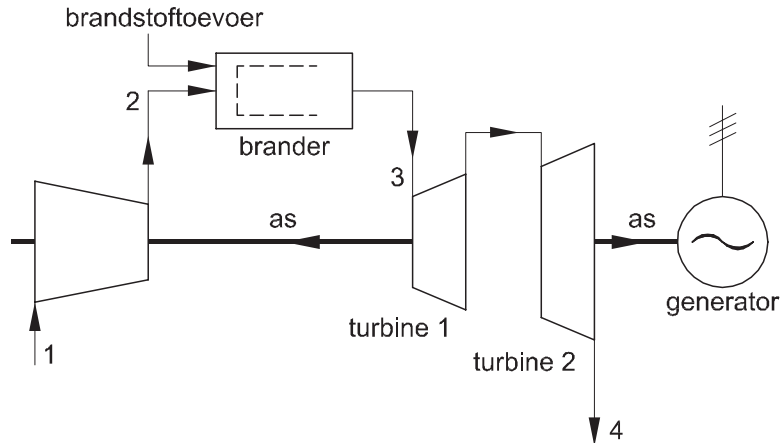 brandstoftoevoer
2
brander
3
as
as
generator
turbine 1
1
turbine 2
4